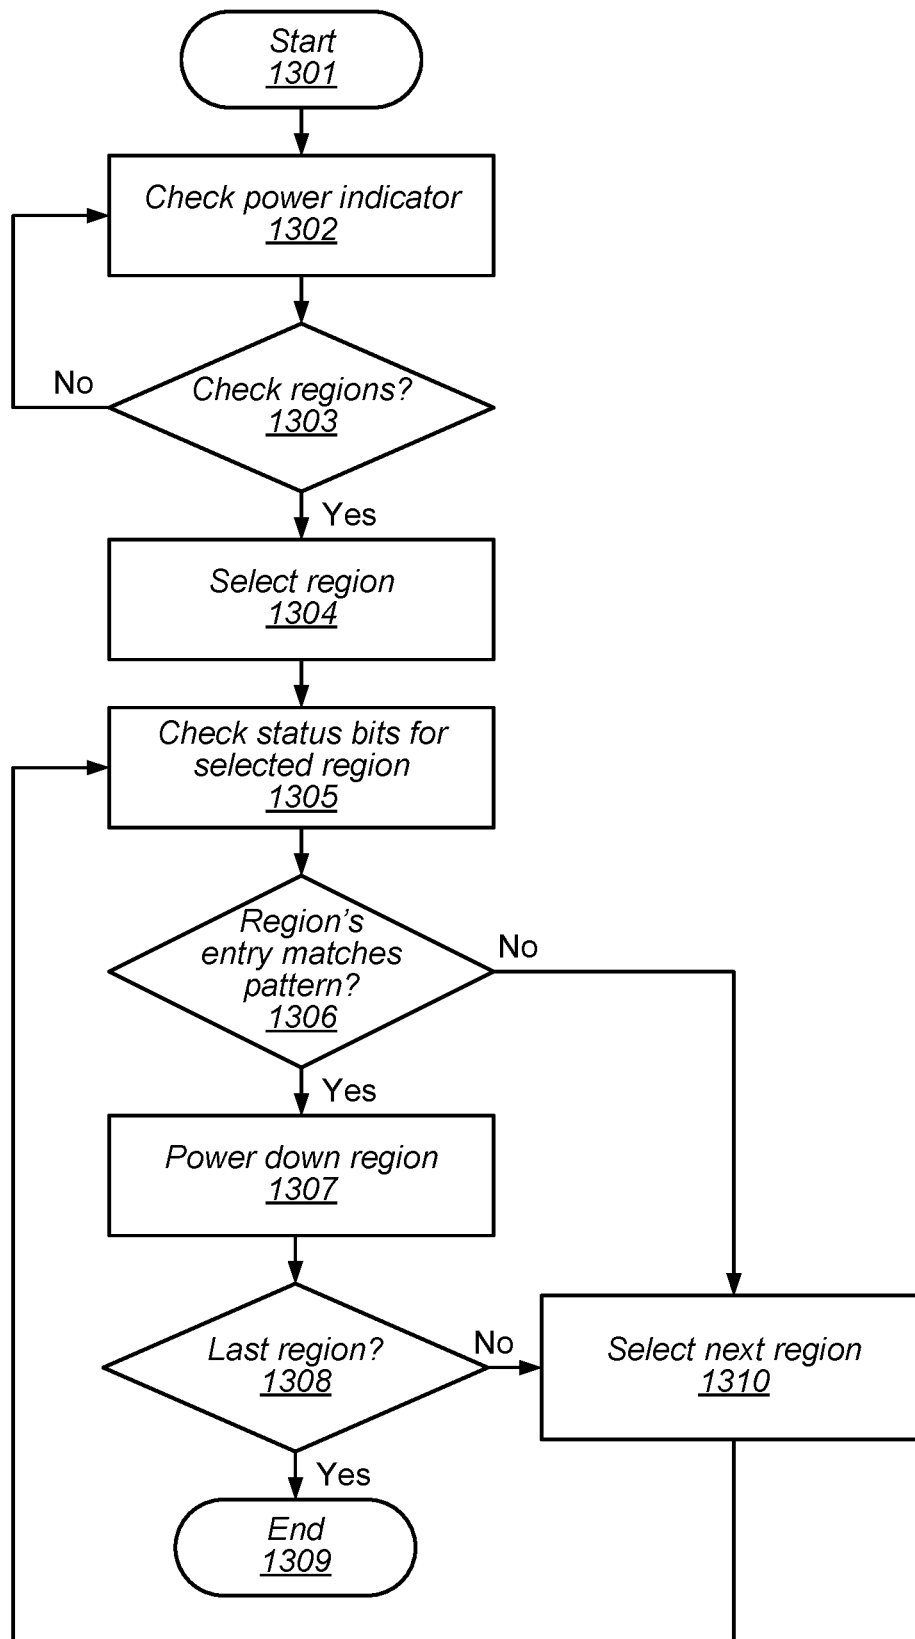 Start
1301
Check power indicator
1302
Check regions?
1303
No
Yes
Select region
1304
Check status bits for
selected region
1305
Region's
entry matches
pattern?
1306
No
Yes
Power down region
1307
Last region?
1308
No
Select next region
1310
Yes
End
1309